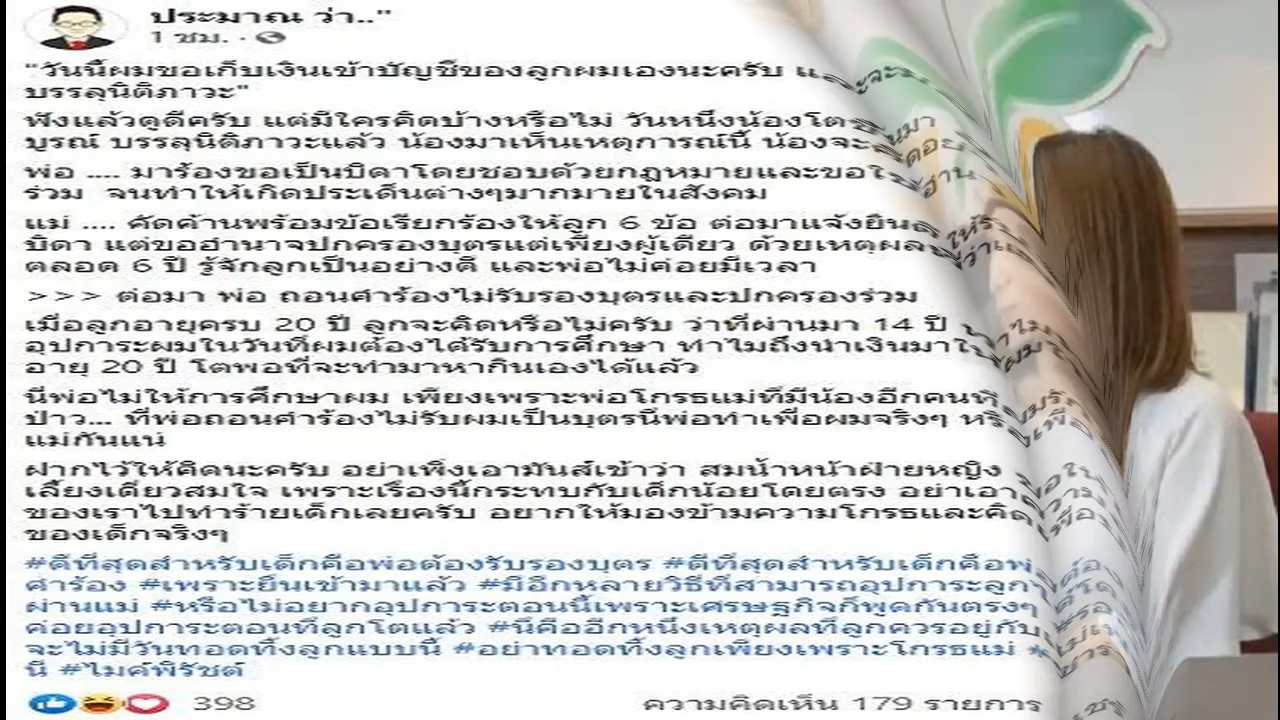 ประมาณ ว่า.."
1 ชม. ·
"วันนี้ผมขอเก็บเงินเข้าบัญชีของลูกผมเองนะครับ
บรรลุนิติภาวะ"
ฟังแล้วดูดีครับ แต่มีใครคิดบ้างหรือไม่ วันหนึ่งน้องโต
บูรณ์ บรรลุนิติภาวะแล้ว น้องมาเห็นเหตุการณ์นี้ น้องจะ
พ่อ .... มาร้องขอเป็นบิดาโดยชอบด้วยกฎหมายและขอ
ร่วม จนทำให้เกิดประเด็นต่างๆมากมายในสังคม
แม่ .... คัดค้านพร้อมข้อเรียกร้องให้ลูก 6 ข้อ ต่อมาแจ้งยินดี ให้
บิดา แต่ขออำนาจปกครองบุตรแต่เพียงผู้เดียว ด้วยเหตุผล
ตลอด 6 ปี รู้จักลูกเป็นอย่างดี และพ่อไม่ค่อยมีเวลา
>>> ต่อมา พ่อ ถอนคำร้องไม่รับรองบุตรและปกครองร่วม
เมื่อลูกอายุครบ 20 ปี ลูกจะคิดหรือไม่ครับ ว่าที่ผ่านมา 14 ปี
อุปการะผมในวันที่ผมต้องได้รับการศึกษา ทำไมถึงนำเงินมาให้
อายุ 20 ปี โตพอที่จะทำมาหากินเองได้แล้ว
นี่พ่อไม่ให้การศึกษาผม เพียงเพราะพ่อโกรธแม่ที่มีน้องอีกคนที่
ป่าว... ที่พ่อถอนคำร้องไม่รับผมเป็นบุตรนี่พ่อทำเพื่อผมจริงๆ
แม่กันแน่
ฝากไว้ให้คิดนะครับ อย่าเพิ่งเอามันส์เข้าว่า สมน้ำหน้าฝ่ายหญิง
เลี้ยงเดี่ยวสมใจ เพราะเรื่องนี้กระทบกับเด็กน้อยโดยตรง อย่าเอา
ของเราไปทำร้ายเด็กเลยครับ อยากให้มองข้ามความโกรธและคิด
ของเด็กจริงๆ
#ดีที่สุดสำหรับเด็กคือพ่อต้องรับรองบุตร #ดีที่สุดสำหรับเด็กคือพ่อ
คำร้อง #เพราะยื่นเข้ามาแล้ว #มีอีกหลายวิธีที่สามารถอุปการะลูก
ผ่านแม่ #หรือไม่อยากอุปการะตอนนี้เพราะเศรษฐกิจก็พูดกันตรงๆ
ค่อยอุปการะตอนที่ลูกโตแล้ว #นี่คืออีกหนึ่งเหตุผลที่ลูกควรอยู่กับ
จะไม่มีวันทอดทิ้งลูกแบบนี้ #อย่าทอดทิ้งลูกเพียงเพราะโกรธแม่
นี้ #ไมค์พิรัชต์
398 ความคิดเห็น 179 รายการ